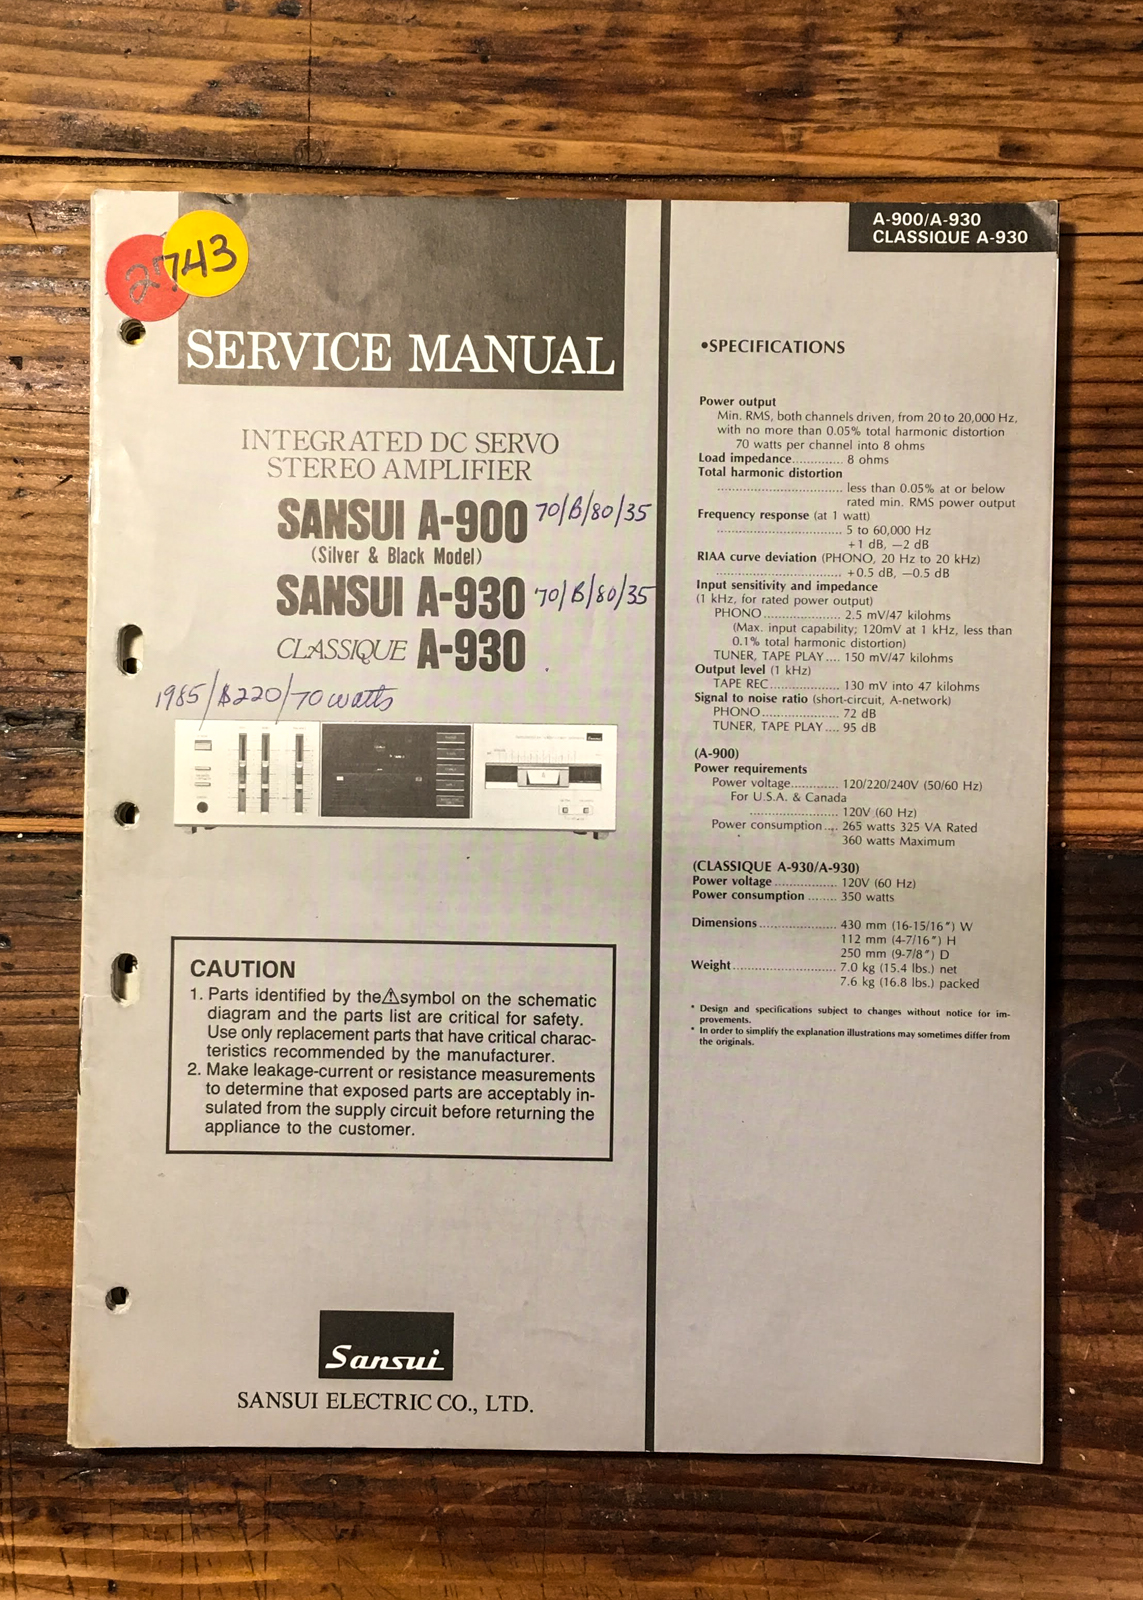 2743
SERVICE MANUAL
INTEGRATED DC SERVO
STEREO AMPLIFIER
SANSUI A-900 70/B/80/35
(Silver & Black Model)
SANSUI A-930 70/B/80/35
CLASSIQUE A-930
1985/$220/70 watts
Sansui
CAUTION
1. Parts identified by the ⚠ symbol on the schematic
diagram and the parts list are critical for safety.
Use only replacement parts that have critical charac-
teristics recommended by the manufacturer.
2. Make leakage-current or resistance measurements
to determine that exposed parts are acceptably in-
sulated from the supply circuit before returning the
appliance to the customer.
Sansui
SANSUI ELECTRIC CO., LTD.
A-900/A-930
CLASSIQUE A-930
•SPECIFICATIONS
Power output
Min. RMS, both channels driven, from 20 to 20,000 Hz,
with no more than 0.05% total harmonic distortion
70 watts per channel into 8 ohms
Load impedance.............. 8 ohms
Total harmonic distortion
.................................. less than 0.05% at or below
rated min. RMS power output
Frequency response (at 1 watt)
.................................. 5 to 60,000 Hz
+1 dB, −2 dB
RIAA curve deviation (PHONO, 20 Hz to 20 kHz)
.................................. +0.5 dB, −0.5 dB
Input sensitivity and impedance
(1 kHz, for rated power output)
PHONO..................... 2.5 mV/47 kilohms
(Max. input capability; 120mV at 1 kHz, less than
0.1% total harmonic distortion)
TUNER, TAPE PLAY.... 150 mV/47 kilohms
Output level (1 kHz)
TAPE REC................... 130 mV into 47 kilohms
Signal to noise ratio (short-circuit, A-network)
PHONO..................... 72 dB
TUNER, TAPE PLAY.... 95 dB
(A-900)
Power requirements
Power voltage............. 120/220/240V (50/60 Hz)
For U.S.A. & Canada
........................ 120V (60 Hz)
Power consumption.... 265 watts 325 VA Rated
360 watts Maximum
(CLASSIQUE A-930/A-930)
Power voltage ................. 120V (60 Hz)
Power consumption ........ 350 watts
Dimensions ..................... 430 mm (16-15/16") W
112 mm (4-7/16") H
250 mm (9-7/8") D
Weight............................ 7.0 kg (15.4 lbs.) net
7.6 kg (16.8 lbs.) packed
* Design and specifications subject to changes without notice for im-
provements.
* In order to simplify the explanation illustrations may sometimes differ from
the originals.